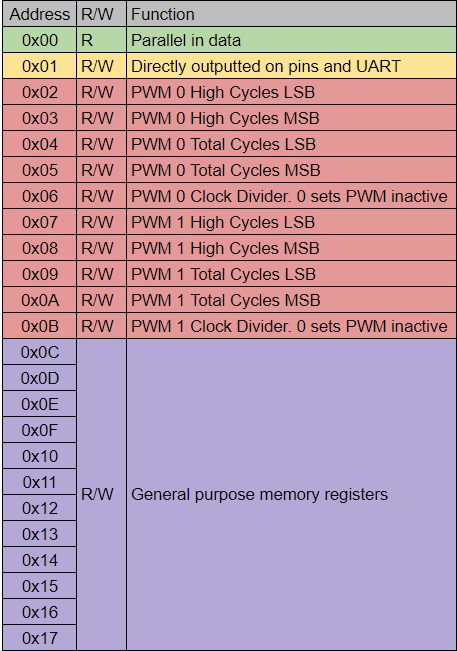 Address R/W Function
0x00 R Parallel in data
0x01 R/W Directly outputted on pins and UART
0x02 R/W PWM 0 High Cycles LSB
0x03 R/W PWM 0 High Cycles MSB
0x04 R/W PWM 0 Total Cycles LSB
0x05 R/W PWM 0 Total Cycles MSB
0x06 R/W PWM 0 Clock Divider. 0 sets PWM inactive
0x07 R/W PWM 1 High Cycles LSB
0x08 R/W PWM 1 High Cycles MSB
0x09 R/W PWM 1 Total Cycles LSB
0x0A R/W PWM 1 Total Cycles MSB
0x0B R/W PWM 1 Clock Divider. 0 sets PWM inactive
0x0C
0x0D
0x0E
0x0F
0x10
0x11
R/W General purpose memory registers
0x12
0x13
0x14
0x15
0x16
0x17